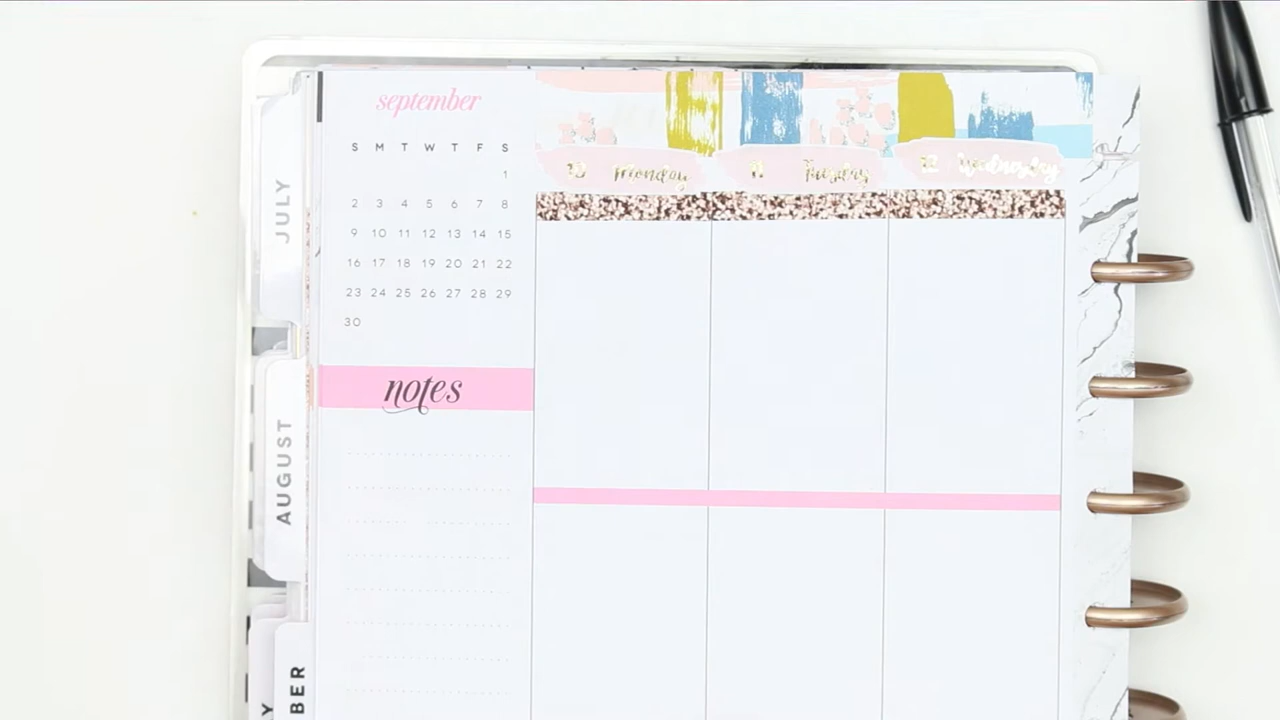 september
S M T W T F S
1
2 3 4 5 6 7 8
9 10 11 12 13 14 15
16 17 18 19 20 21 22
23 24 25 26 27 28 29
30
notes
10 Monday
11 Tuesday
12 Wednesday
JULY
AUGUST
BER
Y